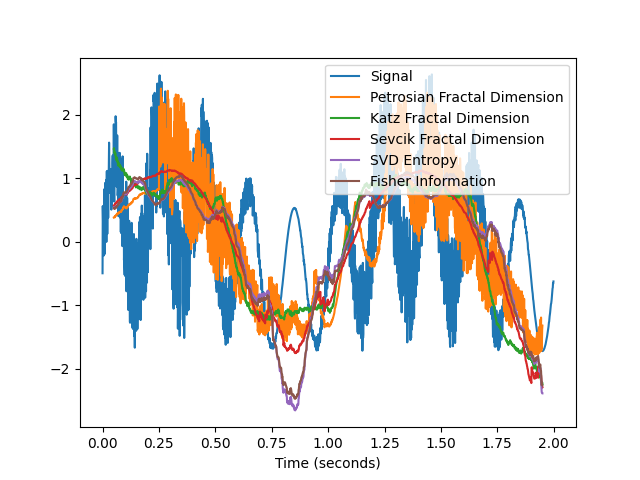 Signal
Petrosian Fractal Dimension
Katz Fractal Dimension
Sevcik Fractal Dimension
SVD Entropy
Fisher Information
2
1
0
−1
−2
0.00 0.25 0.50 0.75 1.00 1.25 1.50 1.75 2.00
Time (seconds)